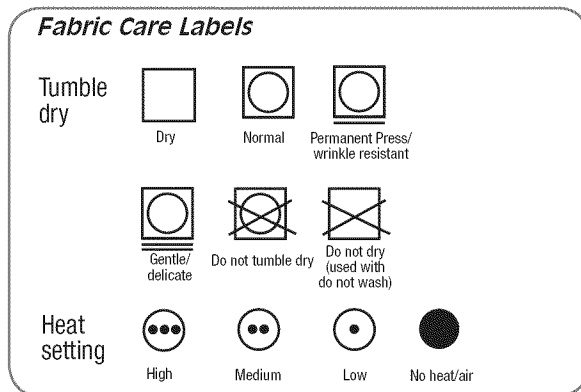 Fabric Care Labels
Tumble
dry
Dry
Normal
Permanent Press/
wrinkle resistant
Gentle/
delicate
Do not tumble dry
Do not dry
(used with
do not wash)
Heat
setting
High
Medium
Low
No heat/air